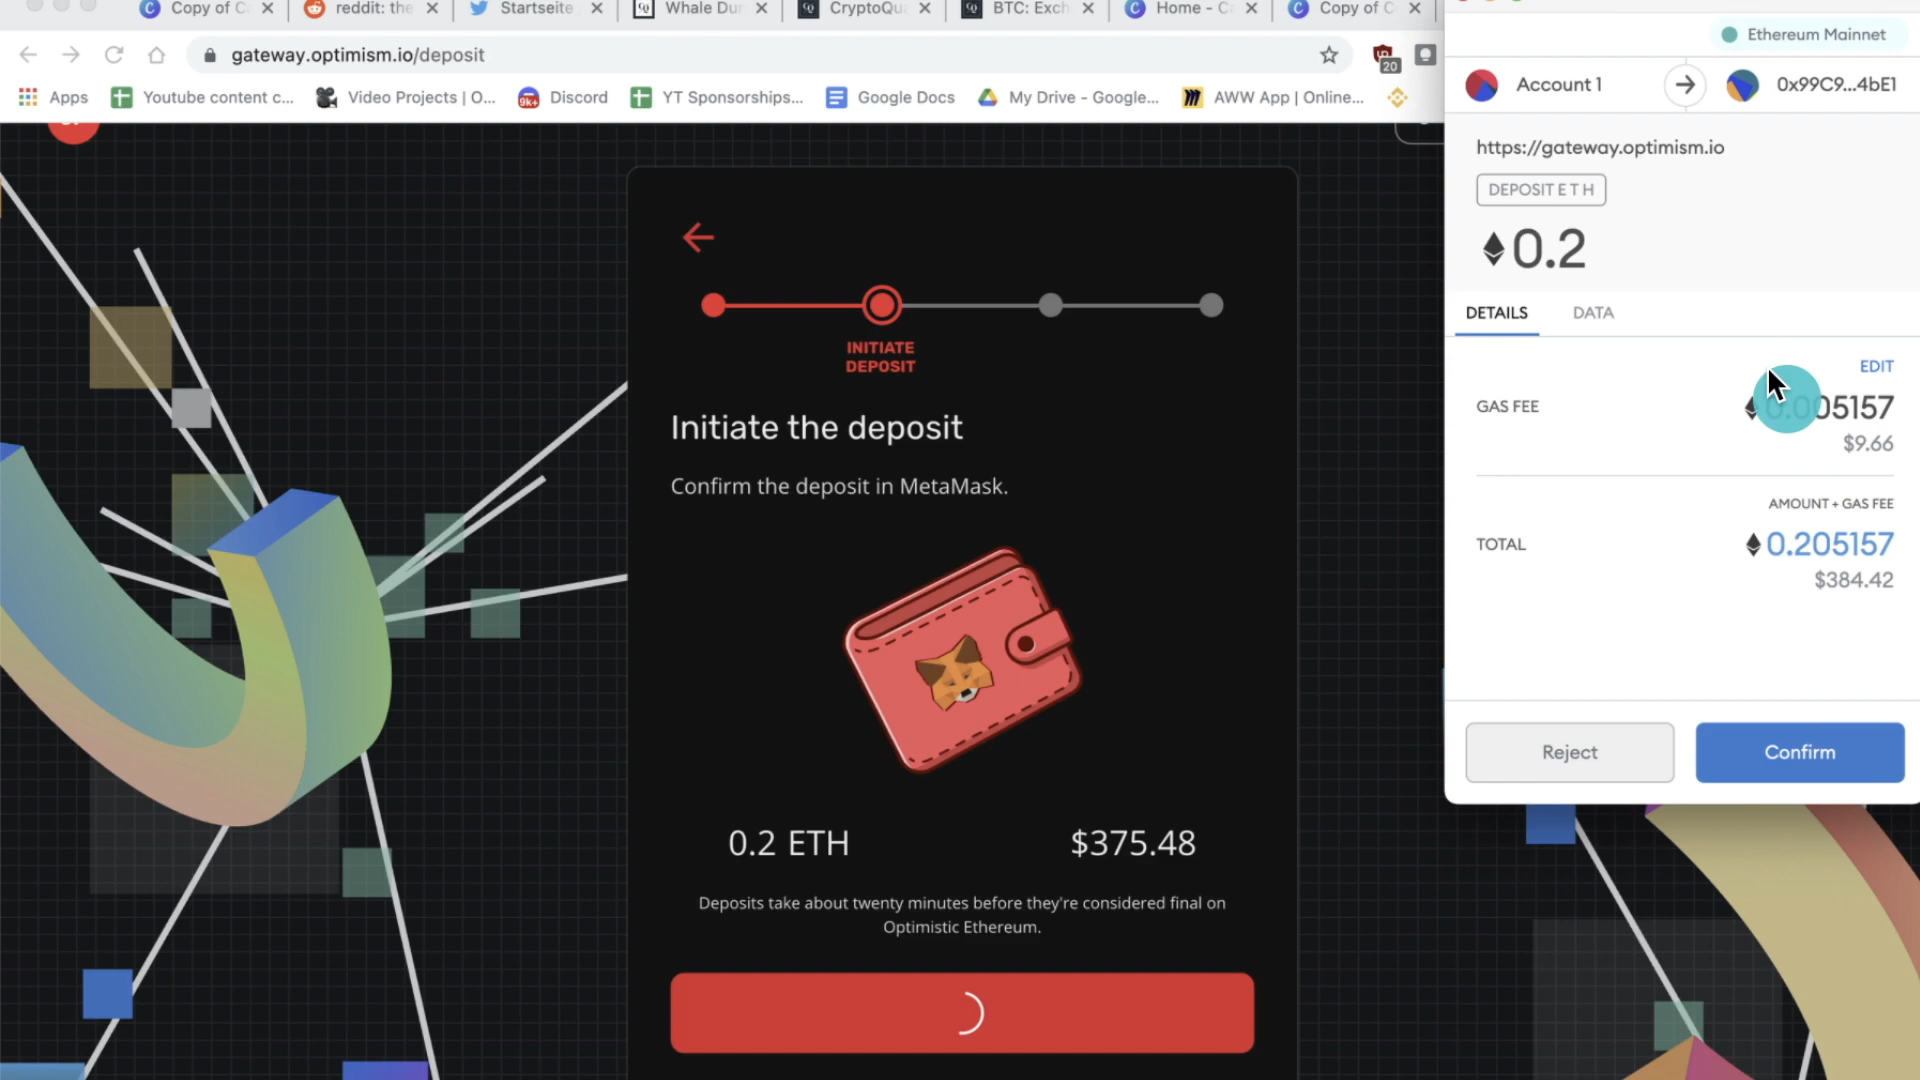 Copy of C
reddit: the
Startseite
Whale Du
CryptoQu
BTC: Exch
Home - C
Copy of C
gateway.optimism.io/deposit
20
Apps
Youtube content c...
Video Projects | O...
9k+
Discord
YT Sponsorships...
Google Docs
My Drive - Google...
AWW App | Online...
INITIATE
DEPOSIT
Initiate the deposit
Confirm the deposit in MetaMask.
0.2 ETH
$375.48
Deposits take about twenty minutes before they're considered final on
Optimistic Ethereum.
Ethereum Mainnet
Account 1
0x99C9...4bE1
https://gateway.optimism.io
DEPOSIT E T H
0.2
DETAILS
DATA
EDIT
GAS FEE
0.005157
$9.66
AMOUNT + GAS FEE
TOTAL
0.205157
$384.42
Reject
Confirm